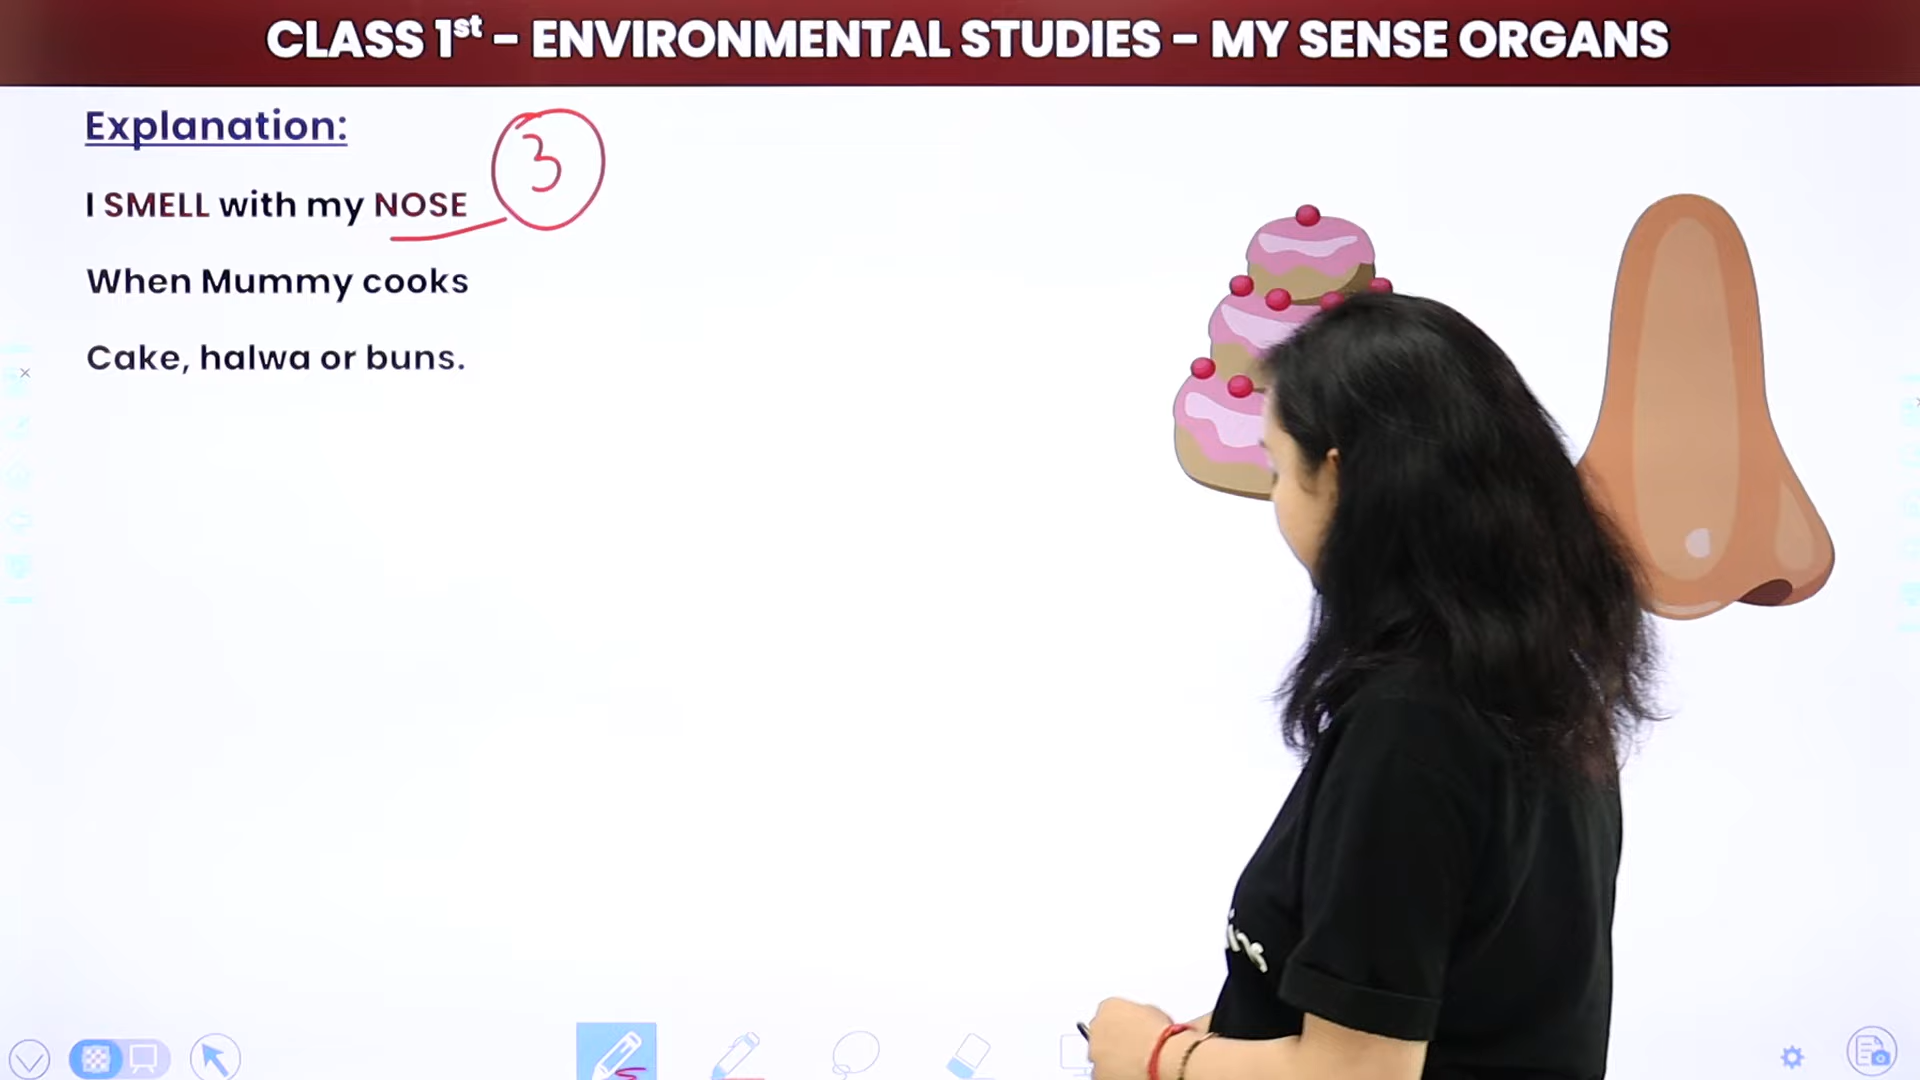 CLASS 1st – ENVIRONMENTAL STUDIES – MY SENSE ORGANS
Explanation:
3
I SMELL with my NOSE
When Mummy cooks
Cake, halwa or buns.